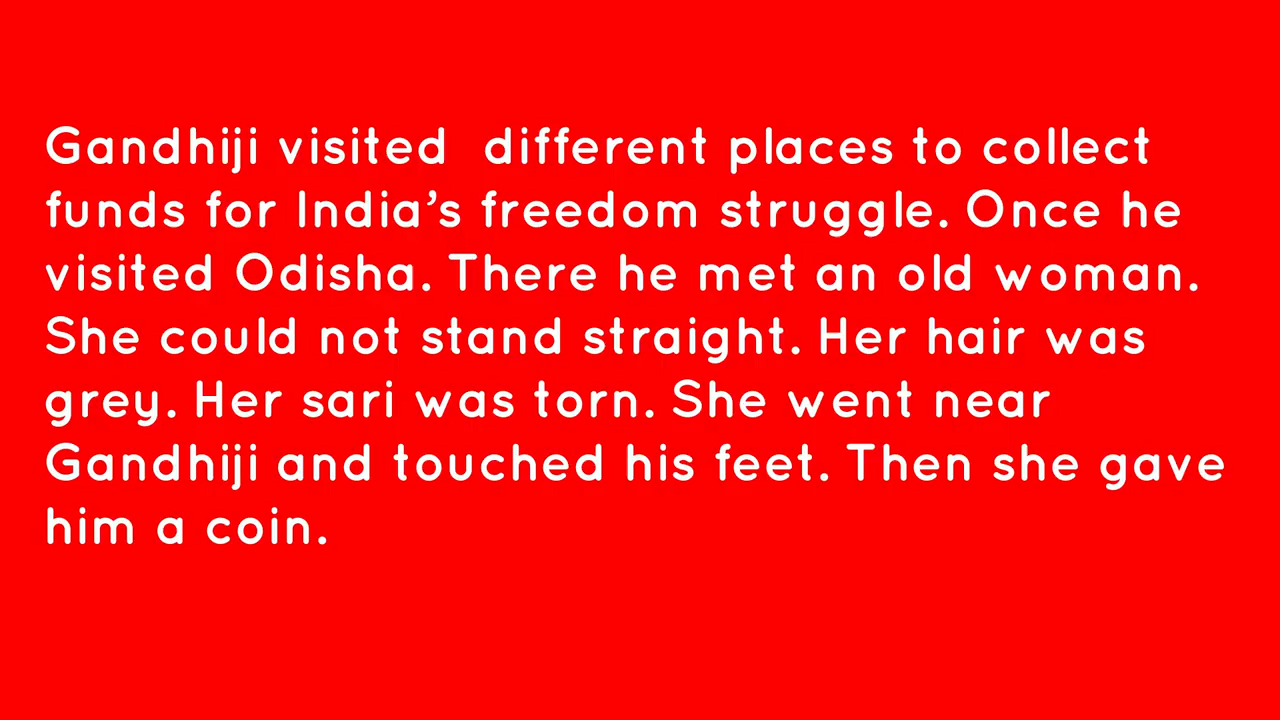 Gandhiji visited  different places to collect
funds for India’s freedom struggle. Once he
visited Odisha. There he met an old woman.
She could not stand straight. Her hair was
grey. Her sari was torn. She went near
Gandhiji and touched his feet. Then she gave
him a coin.